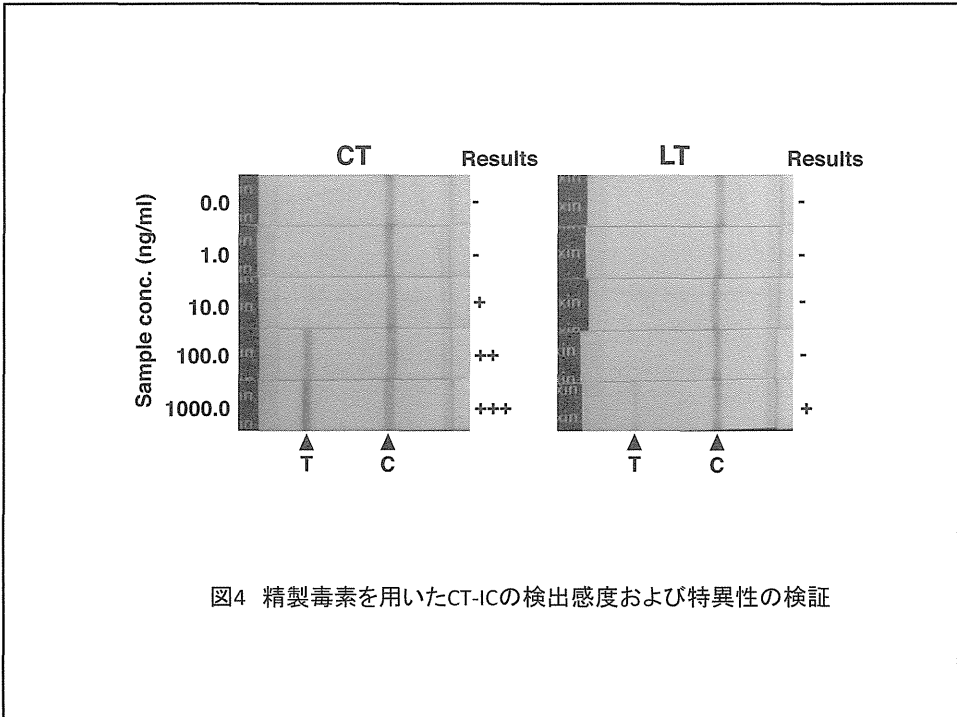 CT Results LT Results
Sample conc. (ng/ml)
0.0 - -
1.0 - -
10.0 + -
100.0 ++ -
1000.0 +++ +
T C T C
図4 精製毒素を用いたCT-ICの検出感度および特異性の検証